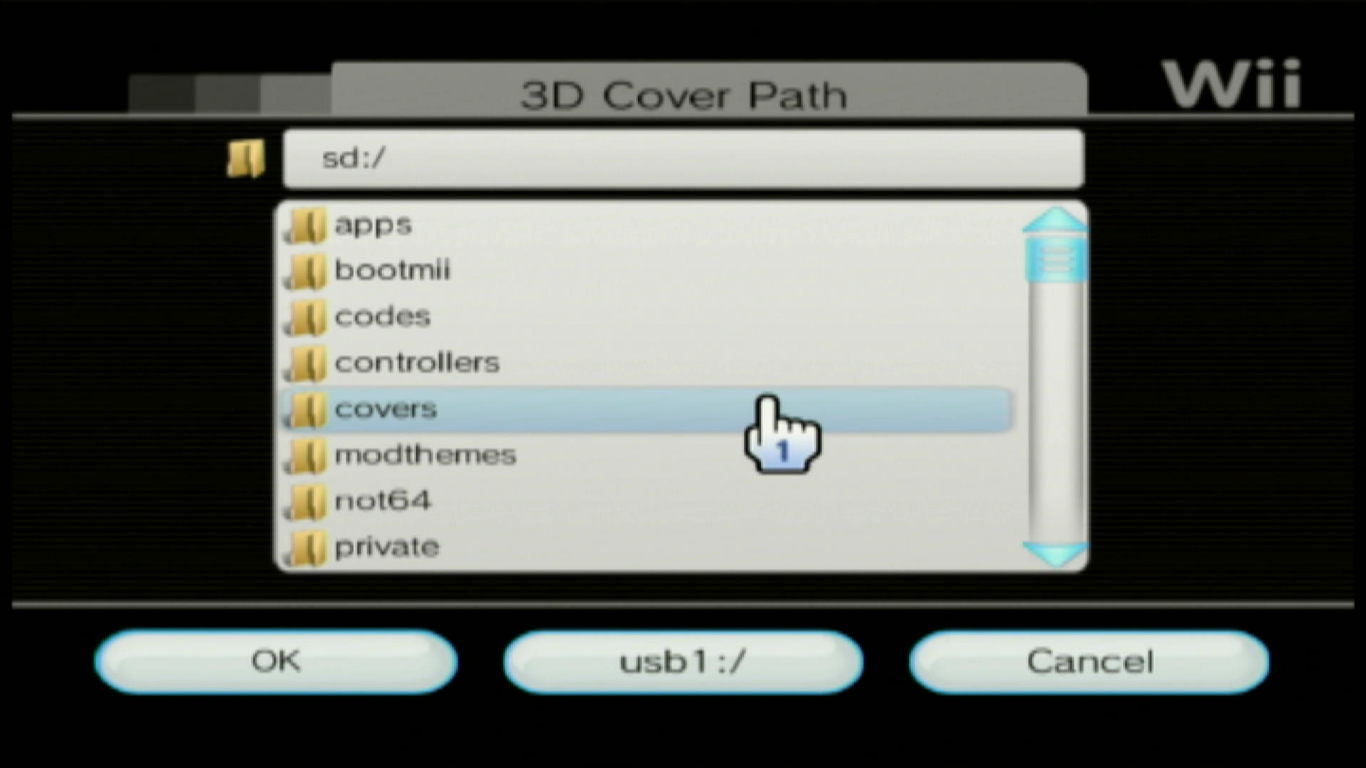 3D Cover Path
Wii
sd:/
apps
bootmii
codes
controllers
covers
1
modthemes
not64
private
OK
usb1:/
Cancel